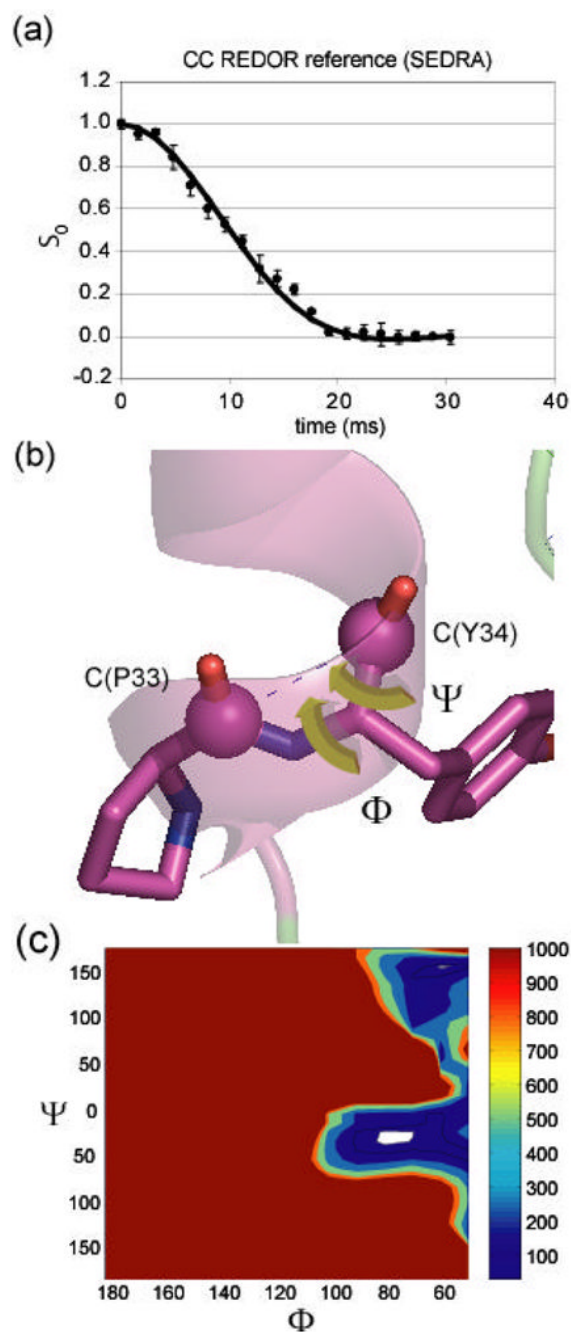 (a)
CC REDOR reference (SEDRA)
1.2
1.0
0.8
0.6
0.4
0.2
0.0
-0.2
S0
0 10 20 30 40
time (ms)
(b)
C(P33)
C(Y34)
Ψ
Φ
(c)
150
100
50
0
50
100
150
Ψ
180 160 140 120 100 80 60
Φ
1000
900
800
700
600
500
400
300
200
100